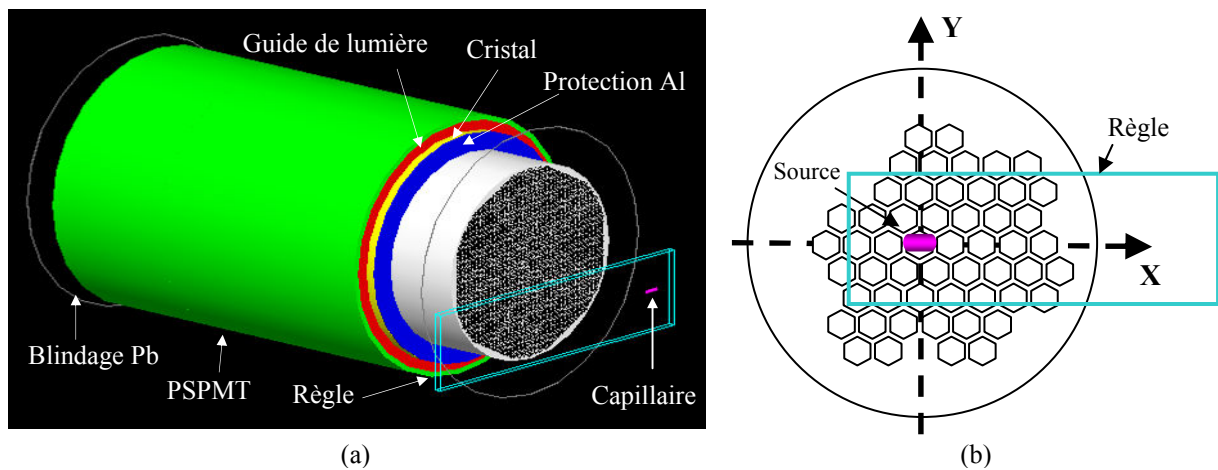 Guide de lumière
Cristal
Protection Al
Blindage Pb
PSPMT
Règle
Capillaire
(a)
Y
Règle
Source
X
(b)